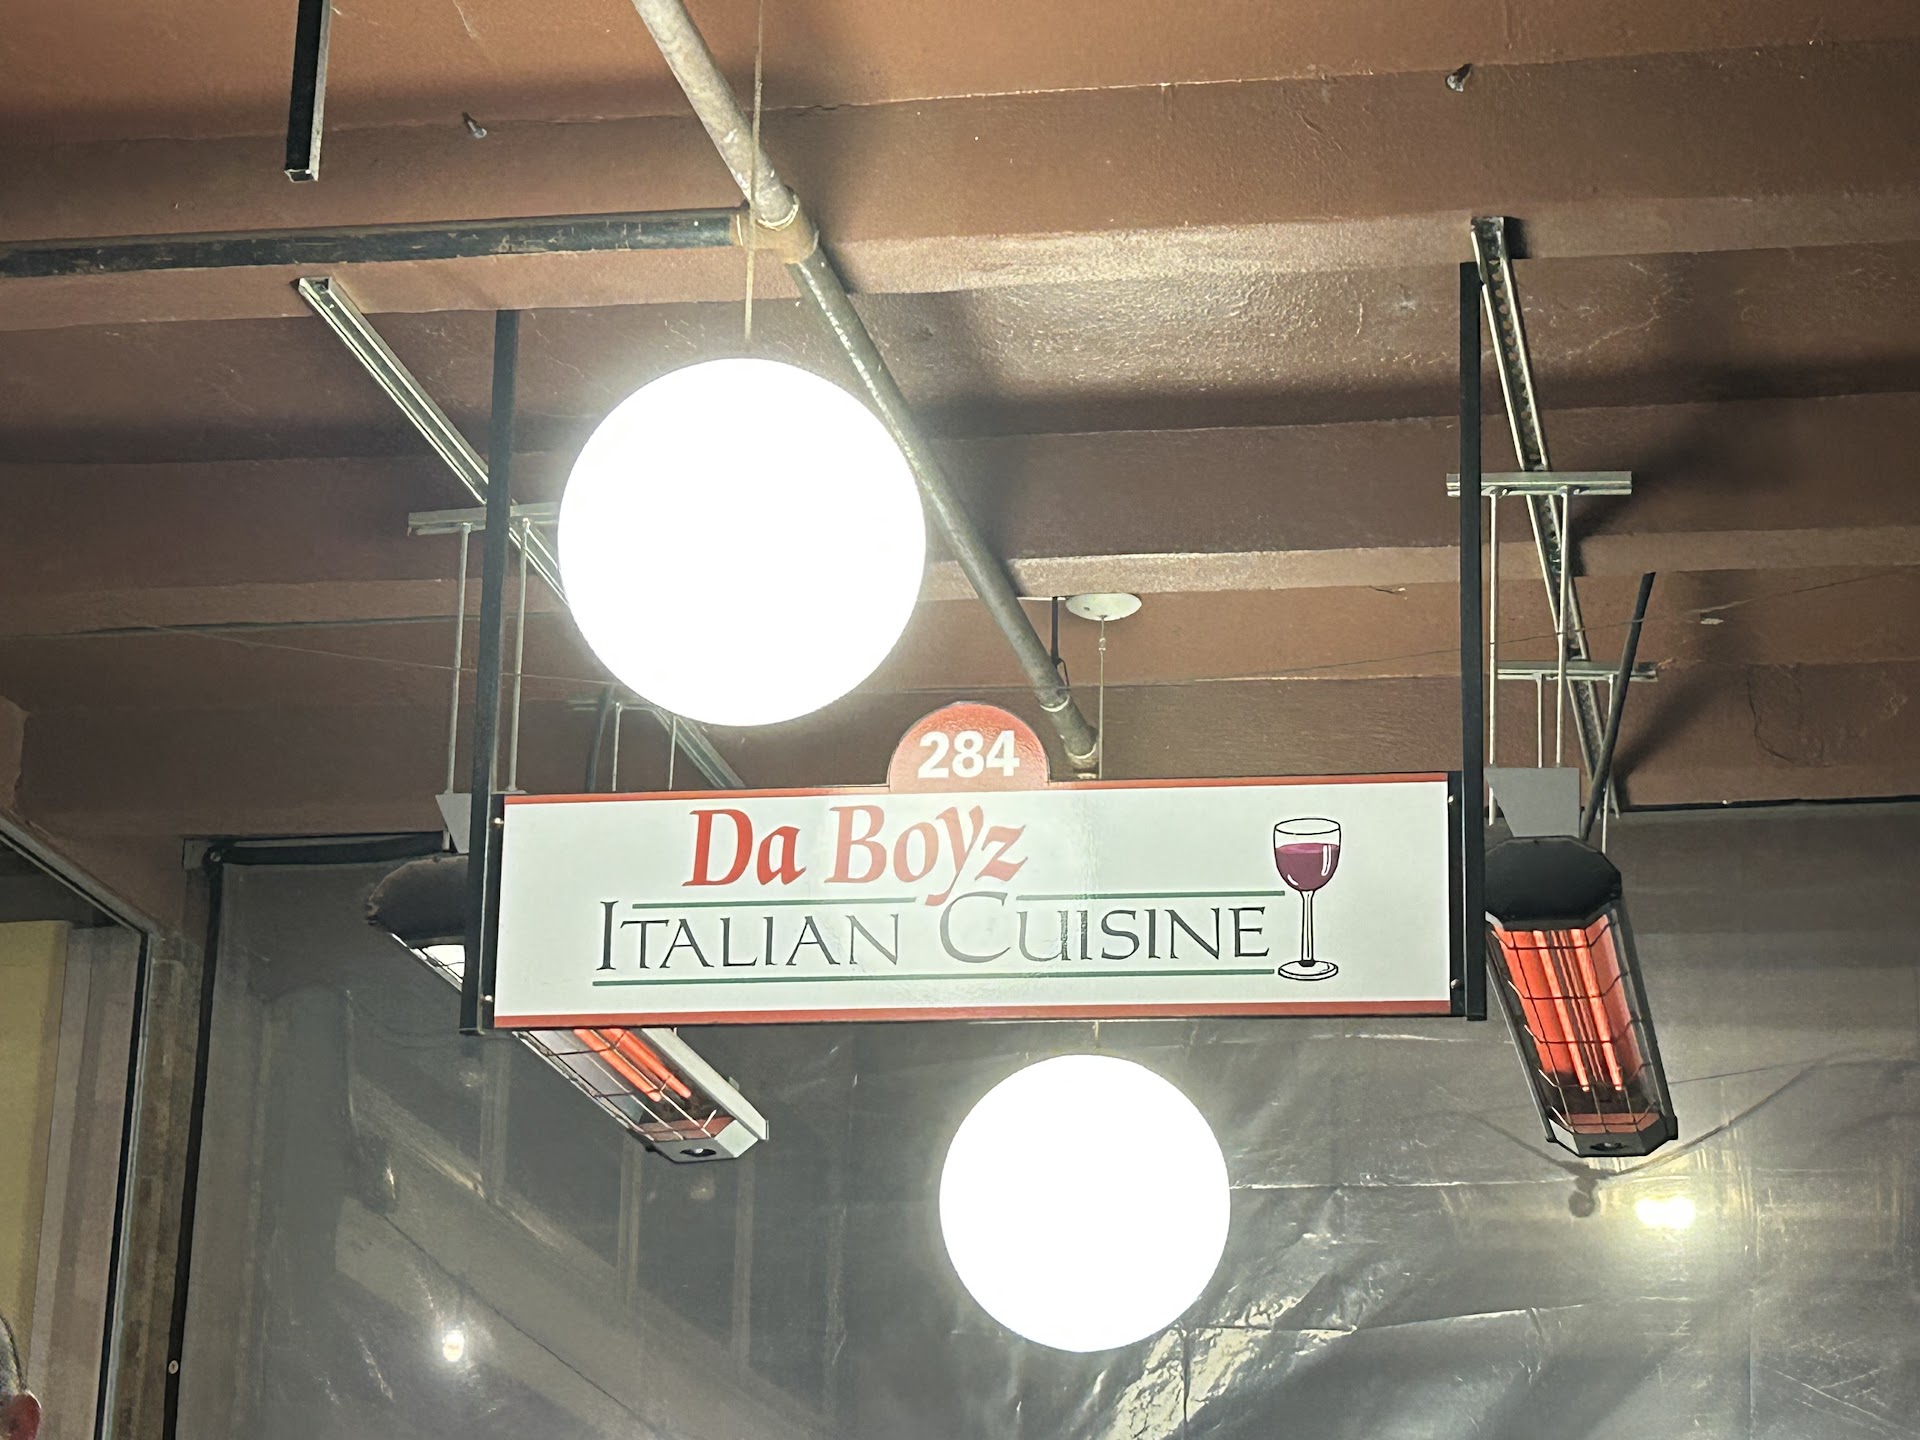 284
Da Boyz
ITALIAN CUISINE